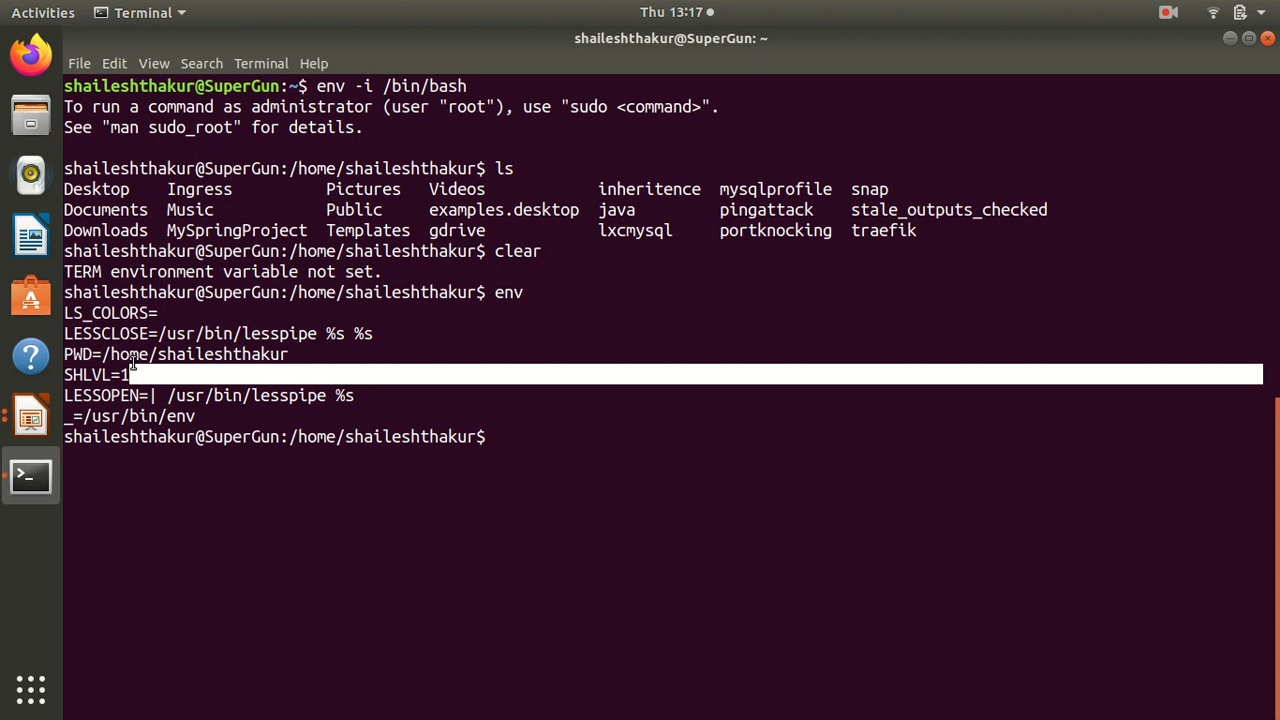 Activities Terminal Thu 13:17
shaileshthakur@SuperGun: ~
File Edit View Search Terminal Help
shaileshthakur@SuperGun:~$ env -i /bin/bash
To run a command as administrator (user "root"), use "sudo <command>".
See "man sudo_root" for details.
shaileshthakur@SuperGun:/home/shaileshthakur$ ls
Desktop Ingress Pictures Videos inheritence mysqlprofile snap
Documents Music Public examples.desktop java pingattack stale_outputs_checked
Downloads MySpringProject Templates gdrive lxcmysql portknocking traefik
shaileshthakur@SuperGun:/home/shaileshthakur$ clear
TERM environment variable not set.
shaileshthakur@SuperGun:/home/shaileshthakur$ env
LS_COLORS=
LESSCLOSE=/usr/bin/lesspipe %s %s
PWD=/home/shaileshthakur
SHLVL=1
LESSOPEN=| /usr/bin/lesspipe %s
_=/usr/bin/env
shaileshthakur@SuperGun:/home/shaileshthakur$